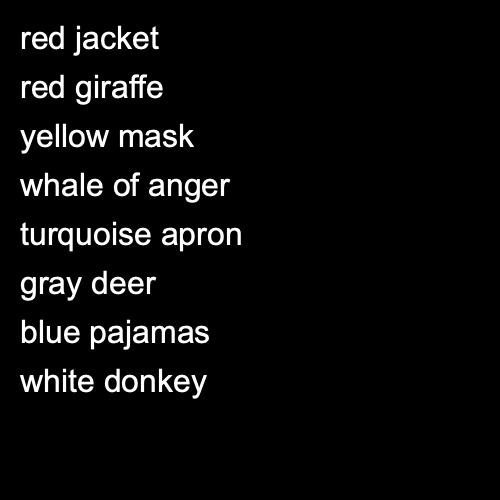 red jacket
red giraffe
yellow mask
whale of anger
turquoise apron
gray deer
blue pajamas
white donkey